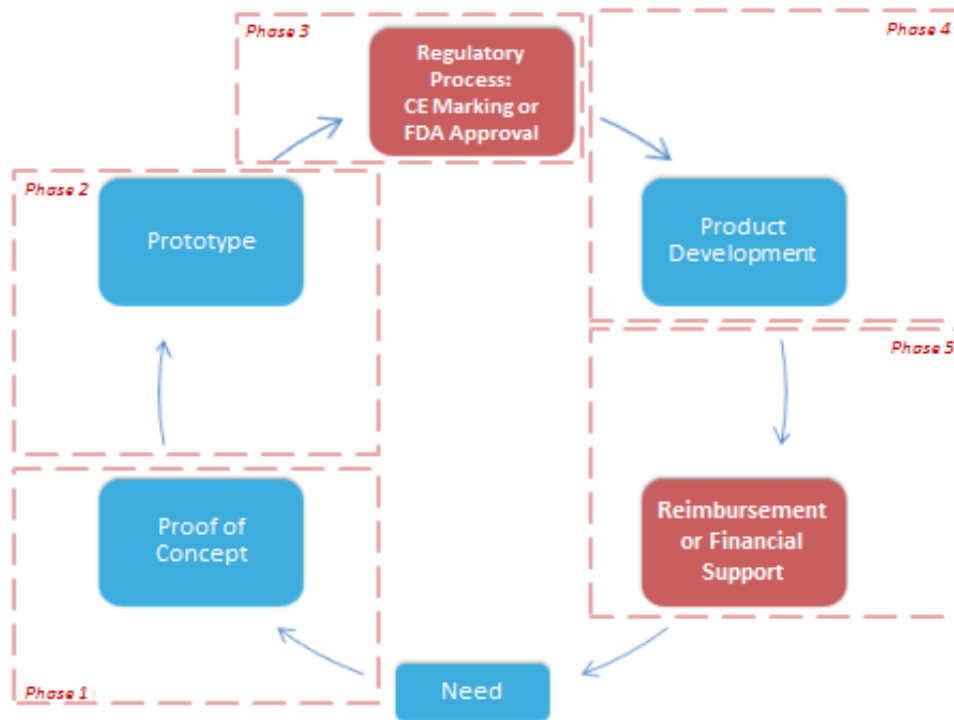 Phase 3
Regulatory
Process:
CE Marking or
FDA Approval
Phase 4
Phase 2
Prototype
Product
Development
Phase 5
Proof of
Concept
Reimbursement
or Financial
Support
Phase 1
Need